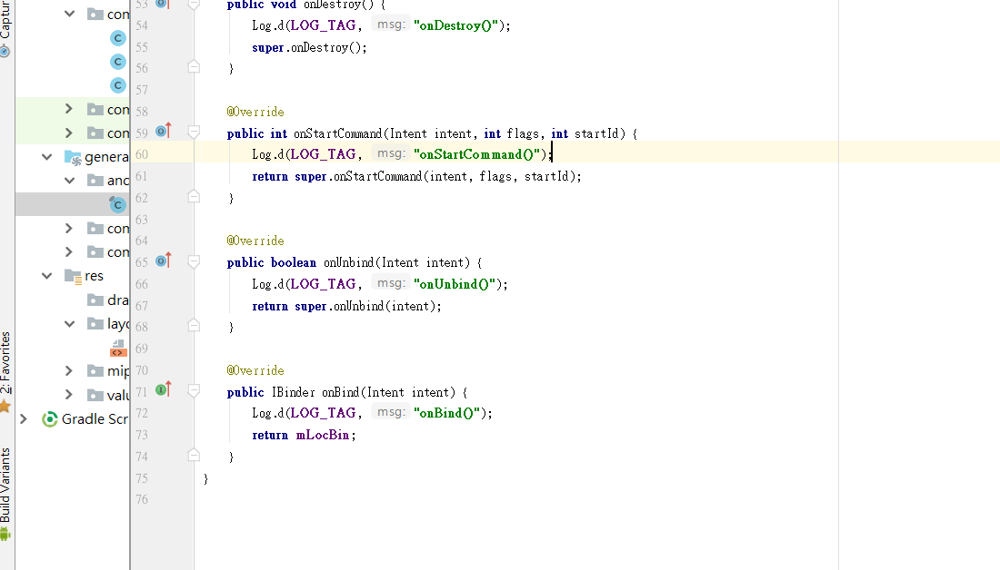 Captur
2: Favorites
Build Variants
con
C
C
C
con
con
genera
anc
C
con
con
res
dra
layo
<>
mip
valu
Gradle Scr
53 public void onDestroy() {
54 Log.d(LOG_TAG, msg: "onDestroy()");
55 super.onDestroy();
56 }
57
58 @Override
59 public int onStartCommand(Intent intent, int flags, int startId) {
60 Log.d(LOG_TAG, msg: "onStartCommand()");
61 return super.onStartCommand(intent, flags, startId);
62 }
63
64 @Override
65 public boolean onUnbind(Intent intent) {
66 Log.d(LOG_TAG, msg: "onUnbind()");
67 return super.onUnbind(intent);
68 }
69
70 @Override
71 public IBinder onBind(Intent intent) {
72 Log.d(LOG_TAG, msg: "onBind()");
73 return mLocBin;
74 }
75 }
76